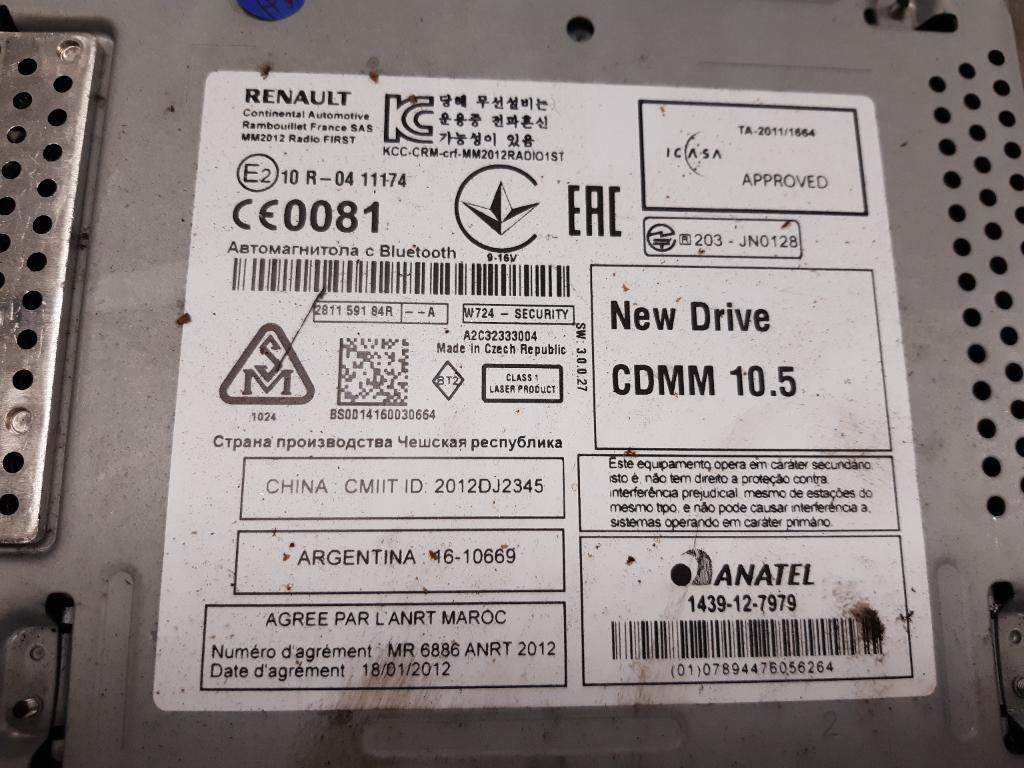 RENAULT
Continental Automotive
Rambouillet France SAS
MM2012 Radio FIRST
당해 무선설비는
운용중 전파혼신
가능성이 있음
KCC-CRM-crf-MM2012RADIO1ST
E2 10 R-04 11174
CE0081
9-16V
EAC
TA-2011/1664
ICASA
APPROVED
R 203 - JN0128
Автомагнитола с Bluetooth
2811 591 84R --A
W724 - SECURITY
A2C32333004
Made in Czech Republic
SW: 3.0.0.27
SM
1024
BS0014160030664
BT2
CLASS 1
LASER PRODUCT
New Drive
CDMM 10.5
Страна производства Чешская республика
CHINA : CMIIT ID: 2012DJ2345
ARGENTINA : 16-10669
AGREE PAR L'ANRT MAROC
Numéro d'agrément : MR 6886 ANRT 2012
Date d'agrément : 18/01/2012
Este equipamento opera em caráter secundário,
isto é, não tem direito a proteção contra
interferência prejudicial, mesmo de estações do
mesmo tipo, e não pode causar interferência a
sistemas operando em caráter primário.
ANATEL
1439-12-7979
(01)07894476056264
2